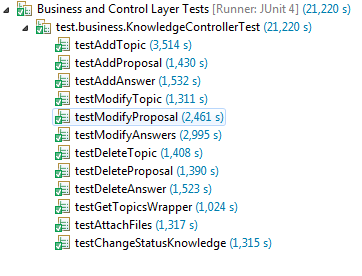 Business and Control Layer Tests [Runner: JUnit 4] (21,220 s)
test.business.KnowledgeControllerTest (21,220 s)
testAddTopic (3,514 s)
testAddProposal (1,430 s)
testAddAnswer (1,532 s)
testModifyTopic (1,311 s)
testModifyProposal (2,461 s)
testModifyAnswers (2,995 s)
testDeleteTopic (1,408 s)
testDeleteProposal (1,390 s)
testDeleteAnswer (1,523 s)
testGetTopicsWrapper (1,024 s)
testAttachFiles (1,317 s)
testChangeStatusKnowledge (1,315 s)